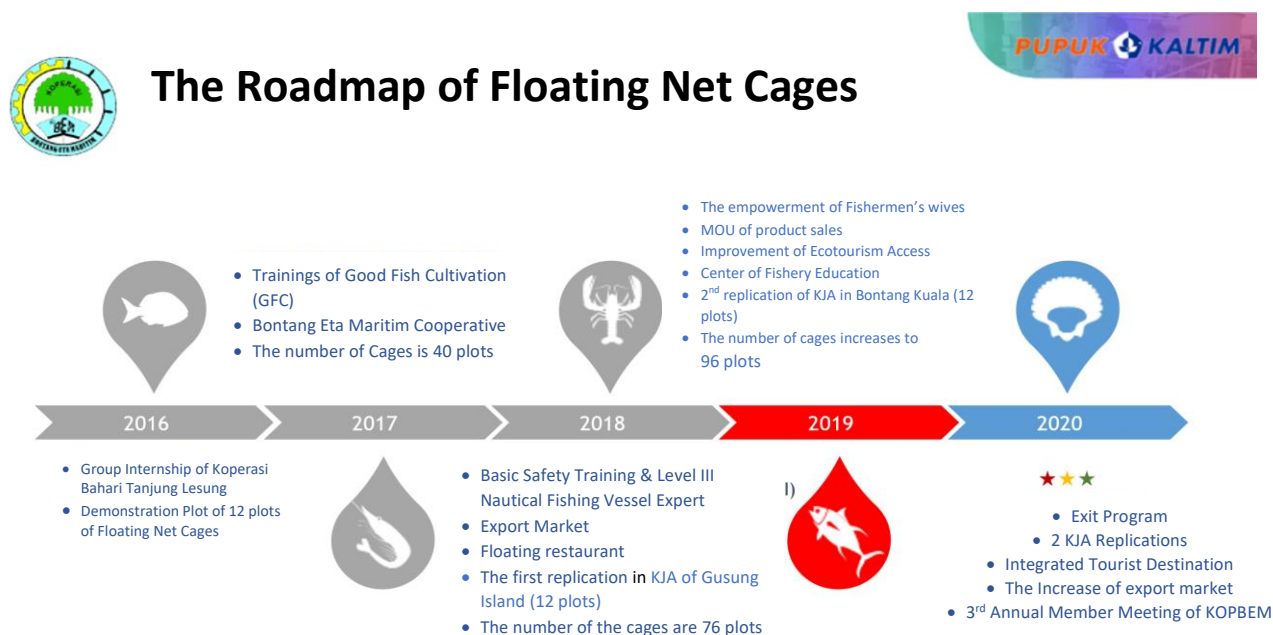 PUPUK KALTIM
KOPERASI
BEM
BONTANG ETA MARITIM
The Roadmap of Floating Net Cages
• Trainings of Good Fish Cultivation
(GFC)
• Bontang Eta Maritim Cooperative
• The number of Cages is 40 plots
• The empowerment of Fishermen’s wives
• MOU of product sales
• Improvement of Ecotourism Access
• Center of Fishery Education
• 2nd replication of KJA in Bontang Kuala (12
plots)
• The number of cages increases to
96 plots
2016
2017
2018
2019
2020
• Group Internship of Koperasi
Bahari Tanjung Lesung
• Demonstration Plot of 12 plots
of Floating Net Cages
• Basic Safety Training & Level III
Nautical Fishing Vessel Expert
• Export Market
• Floating restaurant
• The first replication in KJA of Gusung
Island (12 plots)
• The number of the cages are 76 plots
l)
• Exit Program
• 2 KJA Replications
• Integrated Tourist Destination
• The Increase of export market
• 3rd Annual Member Meeting of KOPBEM